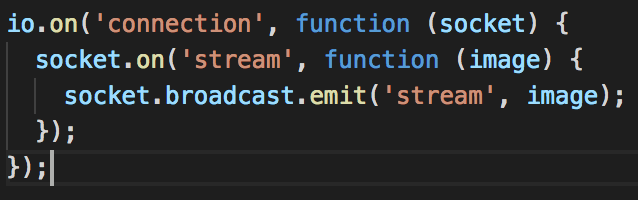 io.on('connection', function (socket) {
  socket.on('stream', function (image) {
    socket.broadcast.emit('stream', image);
  });
});